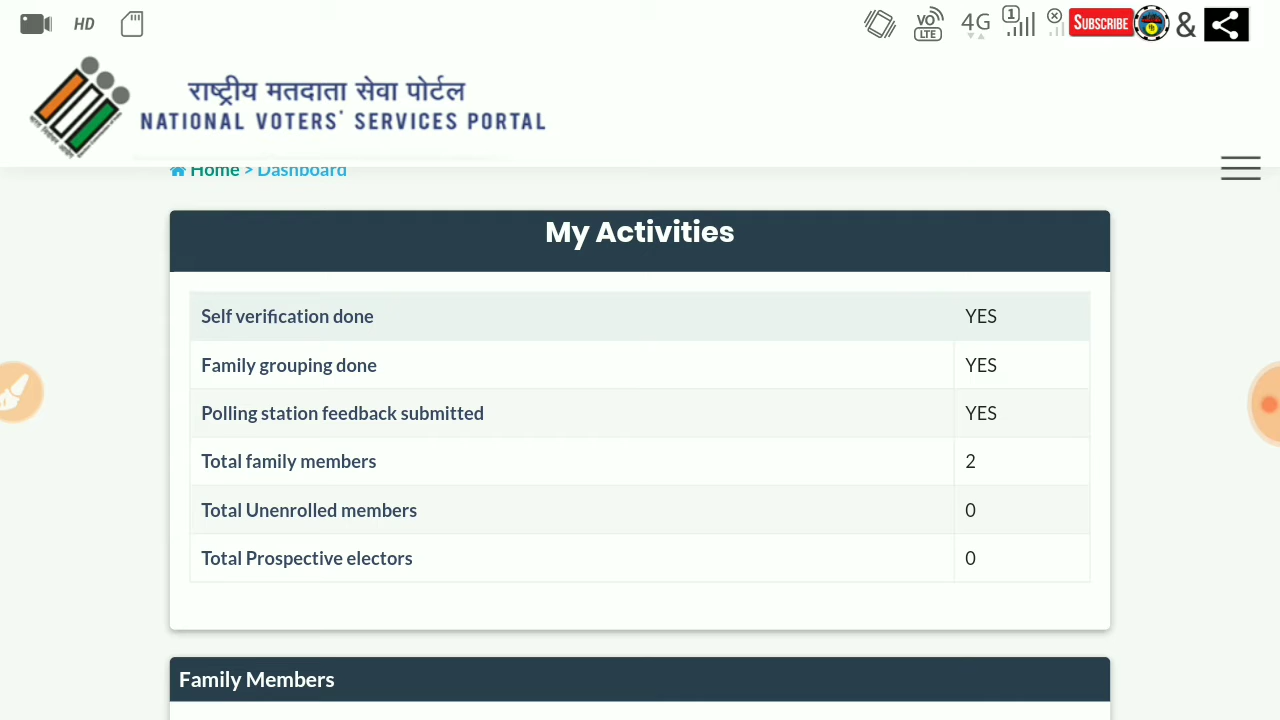 HD VO LTE 4G 1 SUBSCRIBE &
राष्ट्रीय मतदाता सेवा पोर्टल
NATIONAL VOTERS' SERVICES PORTAL
Home > Dashboard
My Activities
Self verification done YES
Family grouping done YES
Polling station feedback submitted YES
Total family members 2
Total Unenrolled members 0
Total Prospective electors 0
Family Members